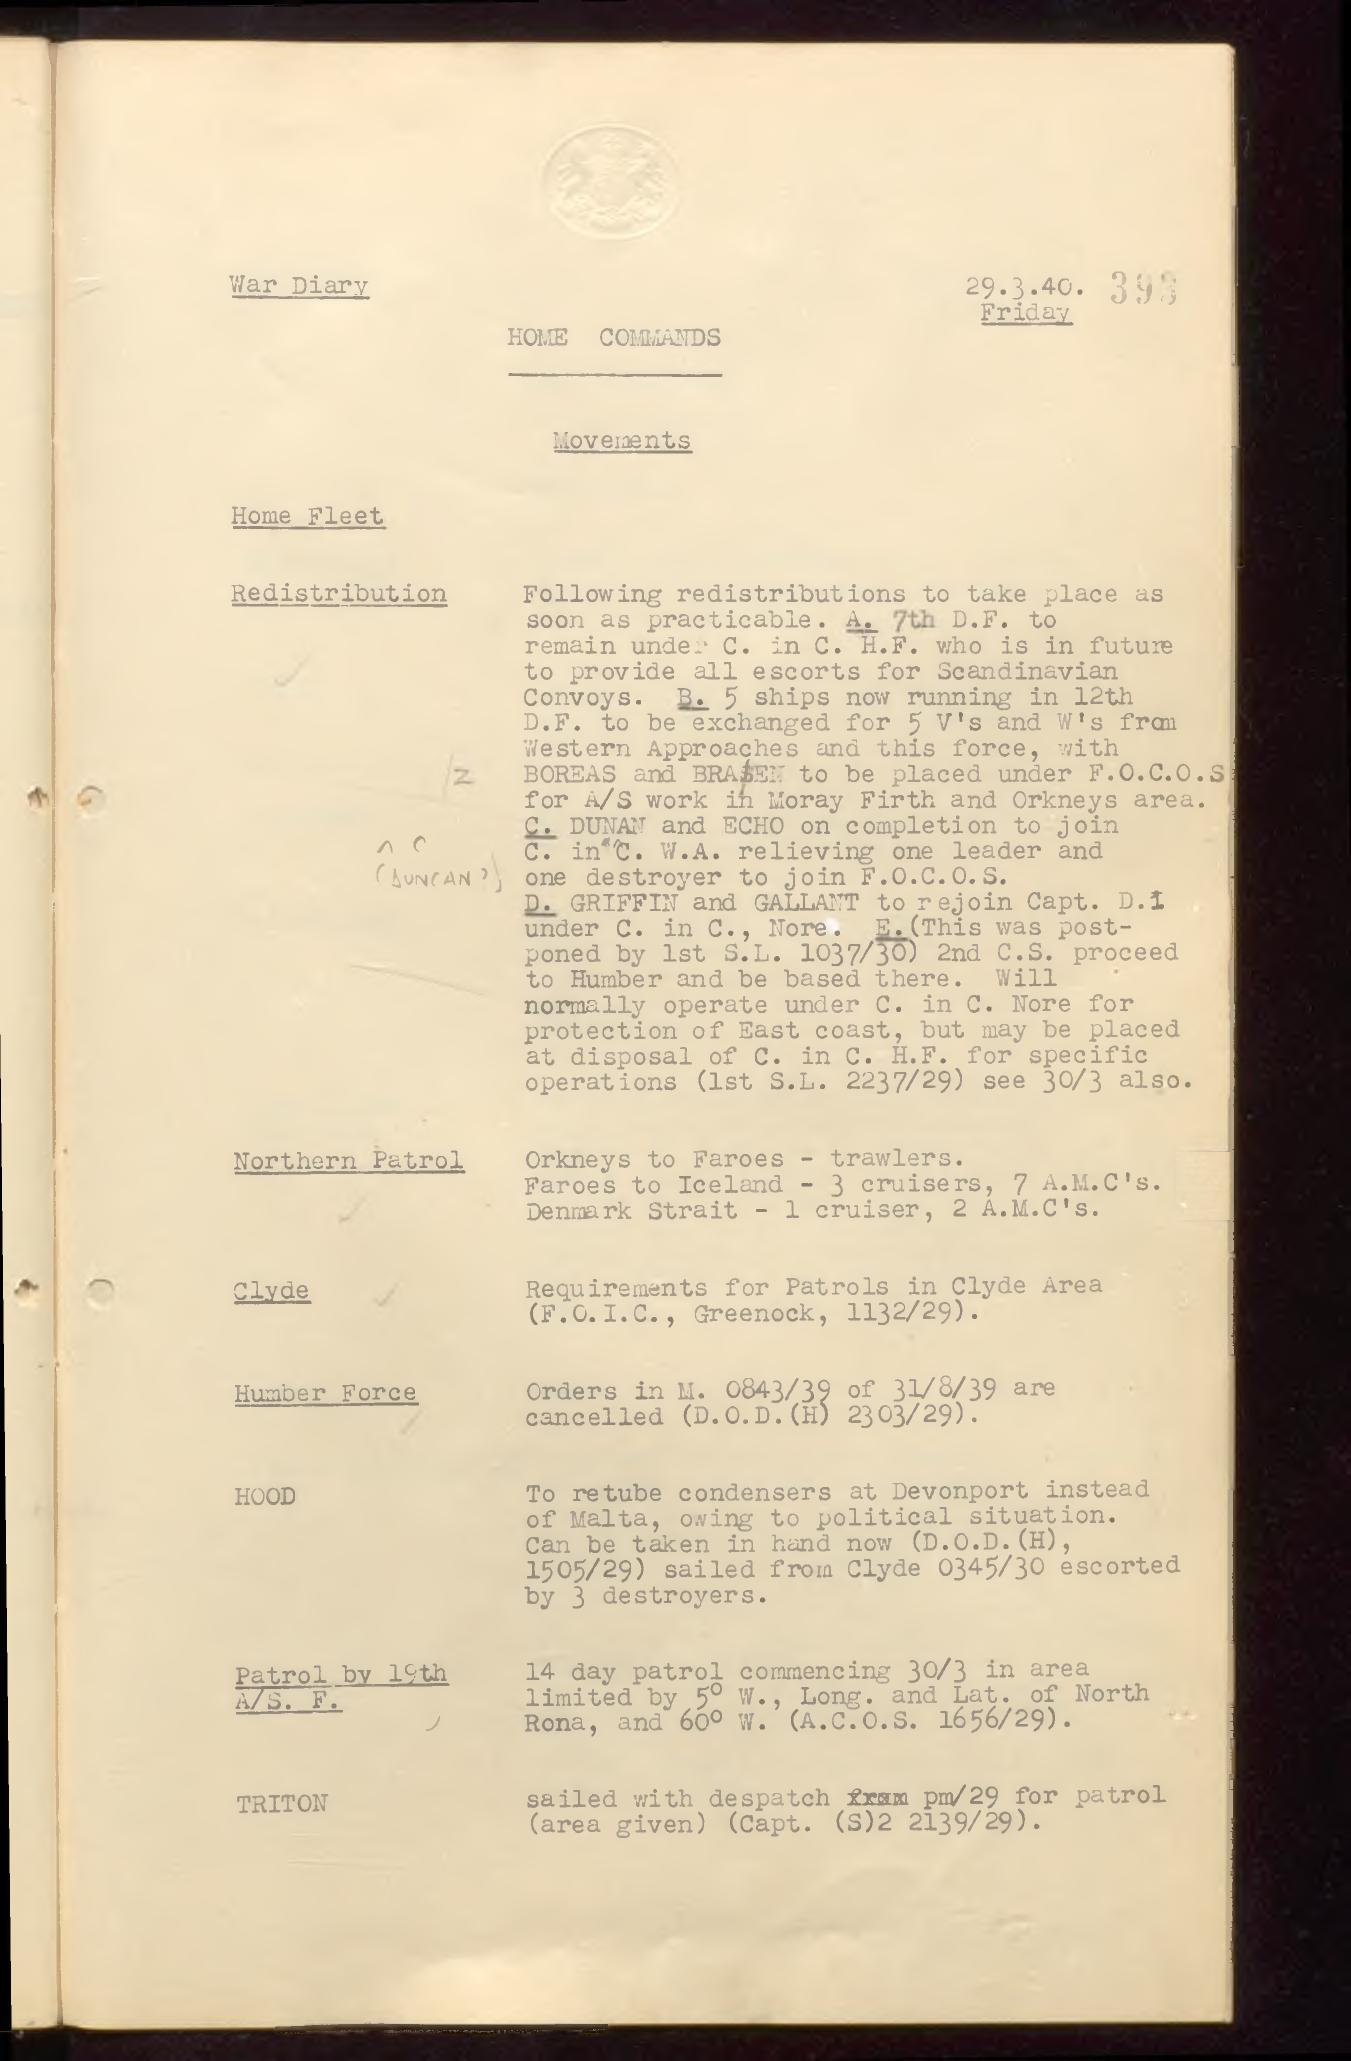 War Diary
29.3.40. 393
Friday
HOME COMMANDS
Movements
Home Fleet
Redistribution
Following redistributions to take place as
soon as practicable. A. 7th D.F. to
remain under C. in C. H.F. who is in future
to provide all escorts for Scandinavian
Convoys. B. 5 ships now running in 12th
D.F. to be exchanged for 5 V's and W's from
Western Approaches and this force, with
/Z
BOREAS and BRASEN to be placed under F.O.C.O.S
for A/S work in Moray Firth and Orkneys area.
C. DUNAN and ECHO on completion to join
^ C
C. in C. W.A. relieving one leader and
(DUNCAN?)
one destroyer to join F.O.C.O.S.
D. GRIFFIN and GALLANT to rejoin Capt. D.1
under C. in C., Nore. E.(This was post-
poned by 1st S.L. 1037/30) 2nd C.S. proceed
to Humber and be based there. Will
normally operate under C. in C. Nore for
protection of East coast, but may be placed
at disposal of C. in C. H.F. for specific
operations (1st S.L. 2237/29) see 30/3 also.
Northern Patrol
Orkneys to Faroes - trawlers.
Faroes to Iceland - 3 cruisers, 7 A.M.C's.
Denmark Strait - 1 cruiser, 2 A.M.C's.
Clyde
Requirements for Patrols in Clyde Area
(F.O.I.C., Greenock, 1132/29).
Humber Force
Orders in M. 0843/39 of 31/8/39 are
cancelled (D.O.D.(H) 2303/29).
HOOD
To retube condensers at Devonport instead
of Malta, owing to political situation.
Can be taken in hand now (D.O.D.(H),
1505/29) sailed from Clyde 0345/30 escorted
by 3 destroyers.
Patrol by 19th
A/S. F.
14 day patrol commencing 30/3 in area
limited by 5° W., Long. and Lat. of North
Rona, and 60° W. (A.C.O.S. 1656/29).
TRITON
sailed with despatch from pm/29 for patrol
(area given) (Capt. (S)2 2139/29).